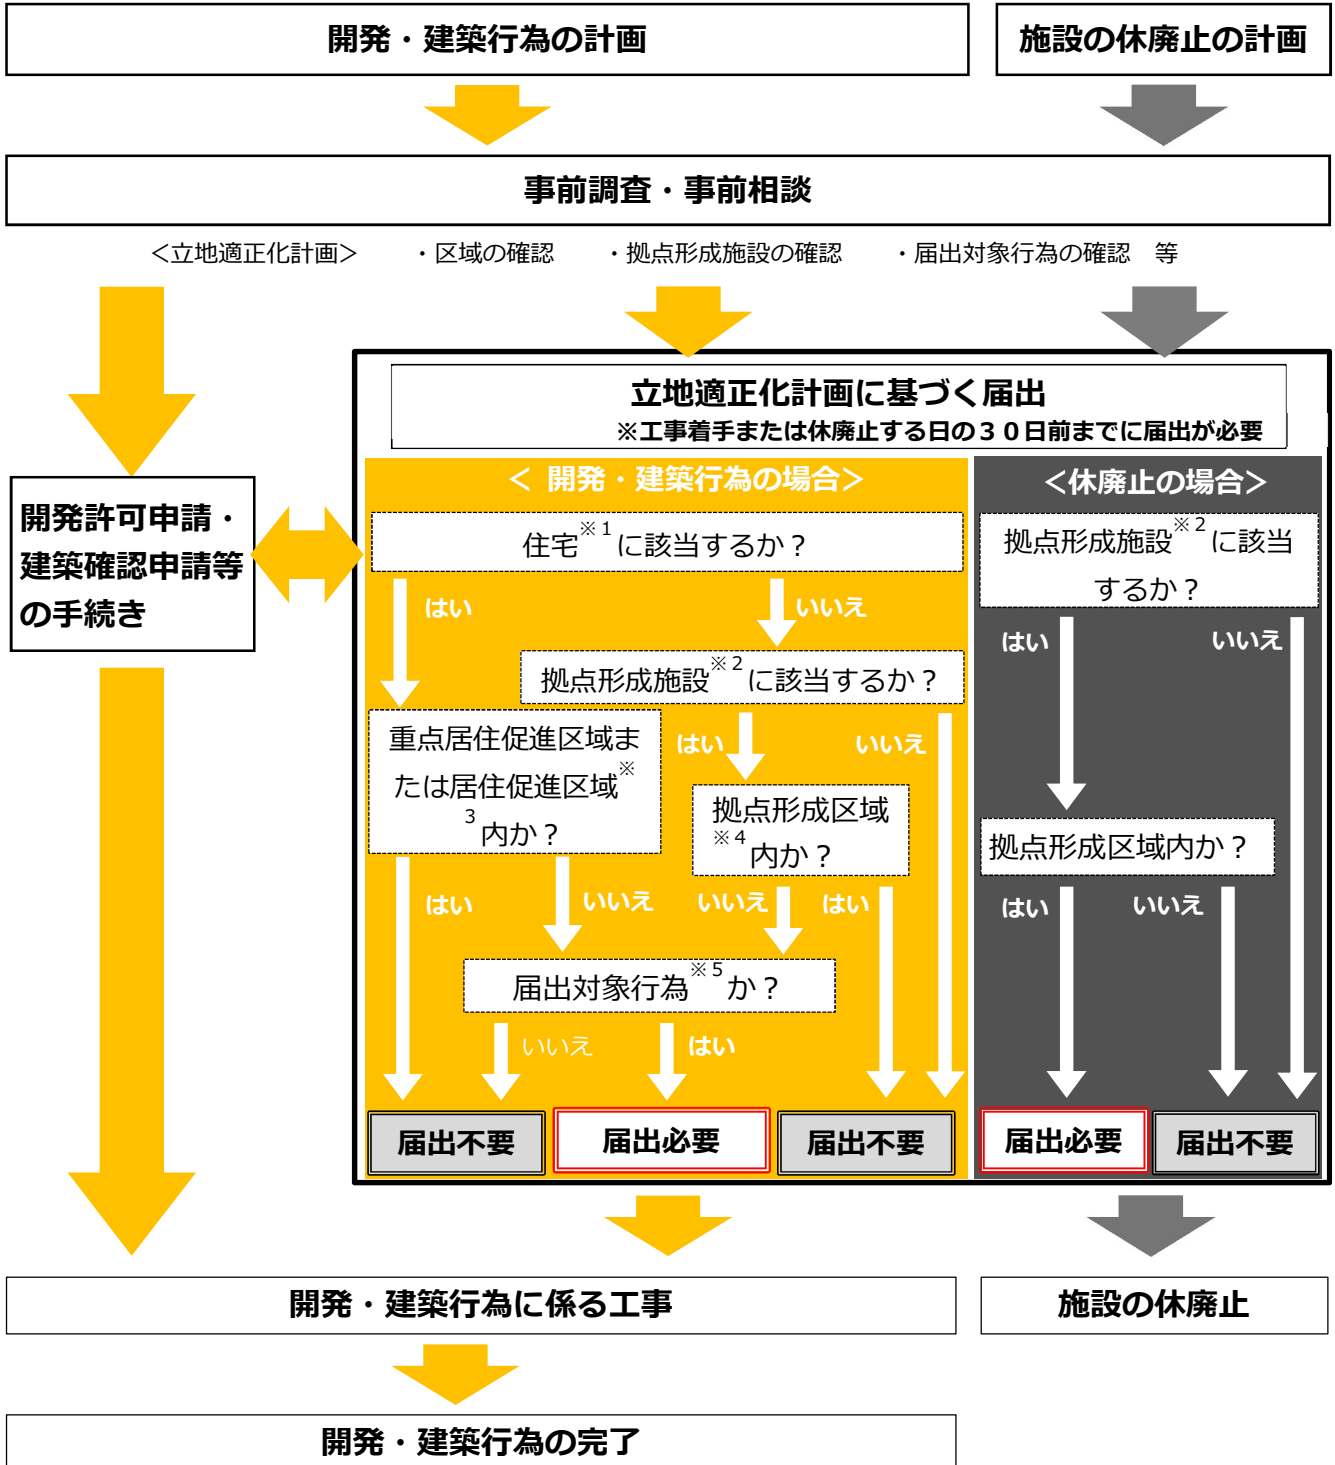 開発・建築行為の計画
施設の休廃止の計画
事前調査・事前相談
＜立地適正化計画＞　・区域の確認　・拠点形成施設の確認　・届出対象行為の確認　等
立地適正化計画に基づく届出
※工事着手または休廃止する日の３０日前までに届出が必要
開発許可申請・
建築確認申請等
の手続き
＜ 開発・建築行為の場合＞
住宅※1に該当するか？
はい
いいえ
拠点形成施設※2に該当するか？
重点居住促進区域ま
たは居住促進区域※
3内か？
はい
いいえ
拠点形成区域
※4内か？
はい
いいえ
いいえ
はい
届出対象行為※5か？
いいえ
はい
届出不要
届出必要
届出不要
＜休廃止の場合＞
拠点形成施設※2に該当
するか？
はい
いいえ
拠点形成区域内か？
はい
いいえ
届出必要
届出不要
開発・建築行為に係る工事
施設の休廃止
開発・建築行為の完了